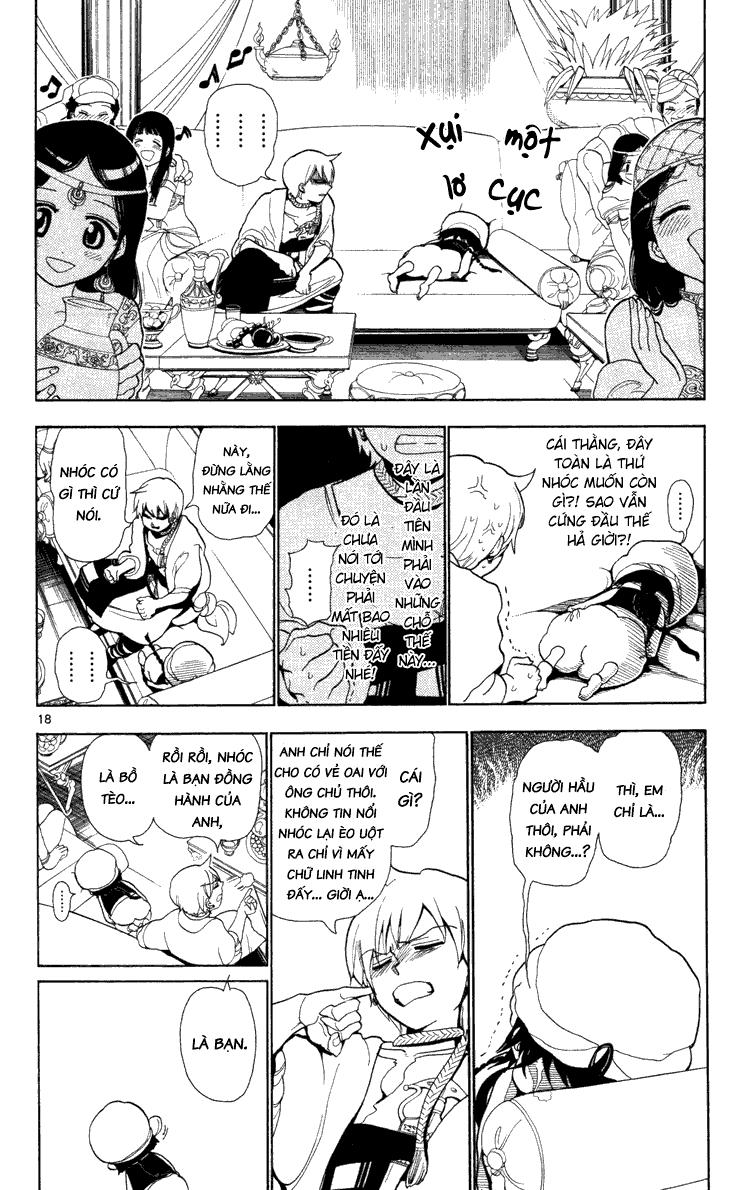 XỤI MỘT
LƠ CỤC
CÁI THẰNG, ĐÂY
TOÀN LÀ THỨ
NHÓC MUỐN CÒN
GÌ?! SAO VẪN
CỨNG ĐẦU THẾ
HẢ GIỜI?!
ĐẬY LÀ
LẦN
ĐẦU
TIÊN
MÌNH
PHẢI
VÀO
NHỮNG
CHỖ
THẾ
NÀY...
ĐÓ LÀ
CHƯA
NÓI TỚI
CHUYỆN
PHẢI
MẤT BAO
NHIÊU
TIỀN ĐẤY
NHÉ!
NÀY,
ĐỪNG LẰNG
NHẰNG THẾ
NỮA ĐI...
NHÓC CÓ
GÌ THÌ CỨ
NÓI.
18
THÌ, EM
CHỈ LÀ...
NGƯỜI HẦU
CỦA ANH
THÔI, PHẢI
KHÔNG...?
CÁI
GÌ?
ANH CHỈ NÓI THẾ
CHO CÓ VẺ OAI VỚI
ÔNG CHỦ THÔI.
KHÔNG TIN NỔI
NHÓC LẠI ÈO UỘT
RA CHỈ VÌ MẤY
CHỮ LINH TINH
ĐẤY... GIỜI Ạ...
RỒI RỒI, NHÓC
LÀ BẠN ĐỒNG
HÀNH CỦA
ANH,
LÀ BỒ
TÈO...
LÀ BẠN.